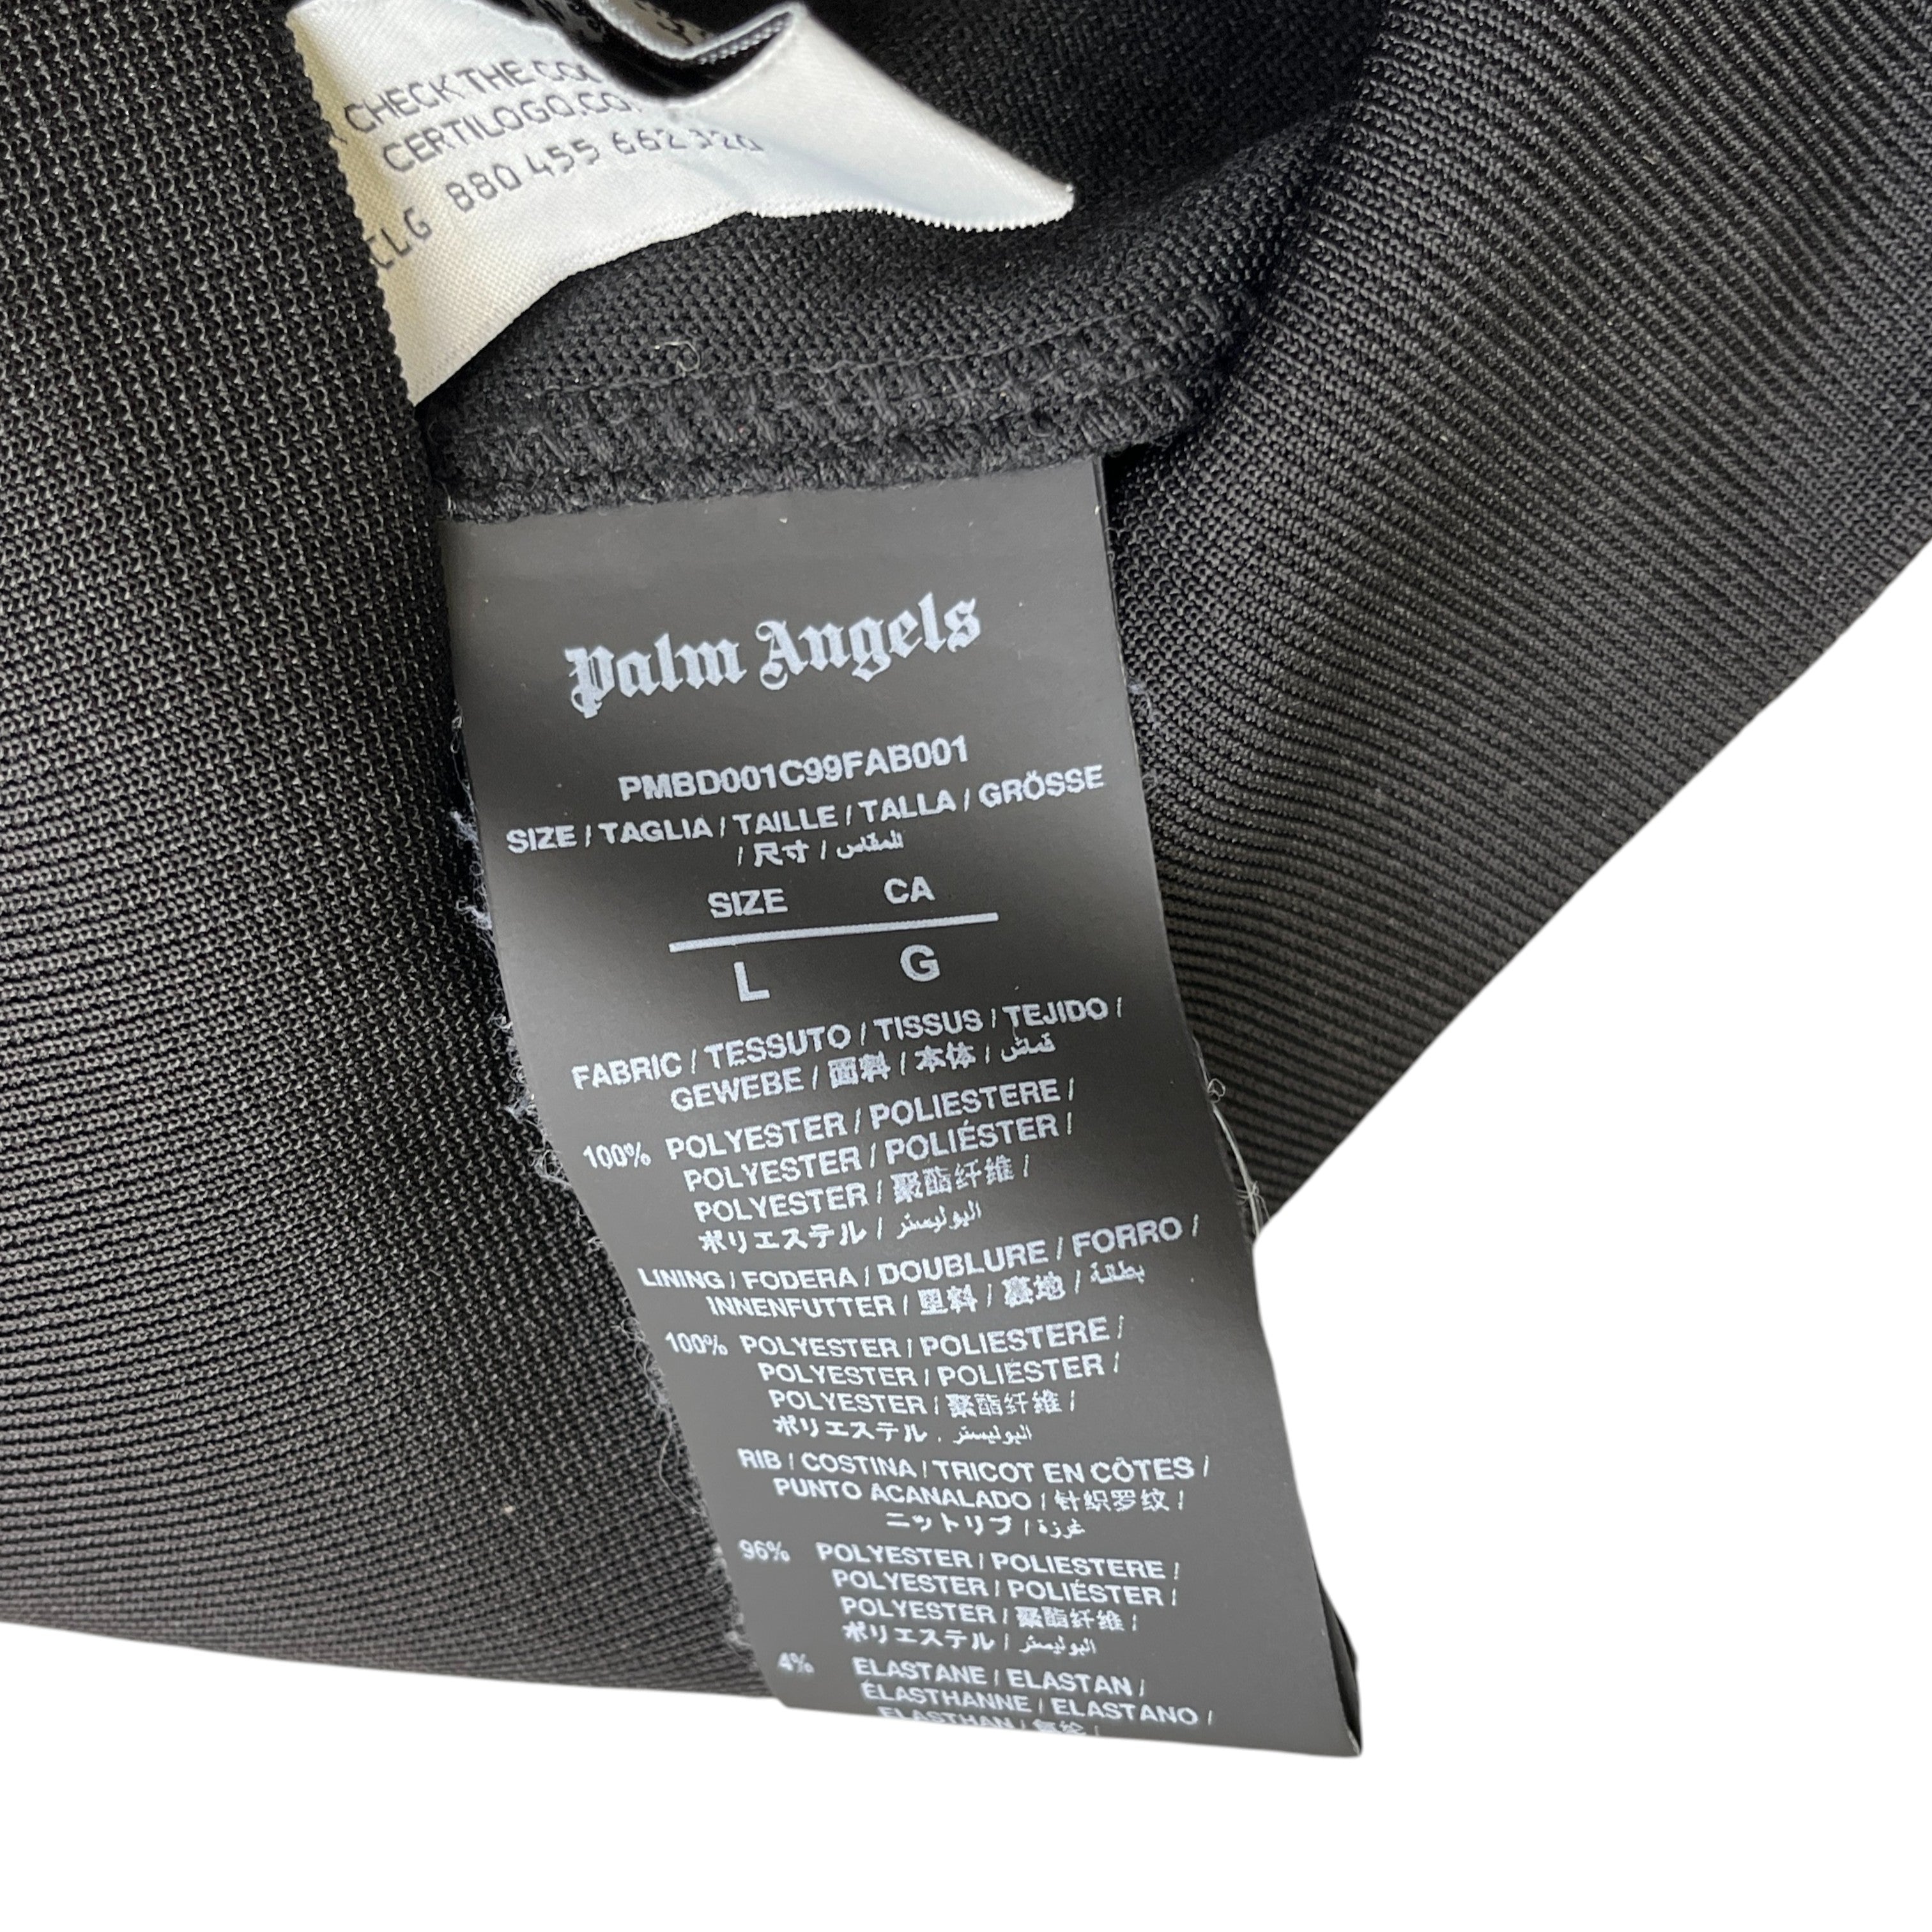 CHECK THE
CERTILOGO.CO
CLG 880 455 662 320
Palm Angels
PMBD001C99FAB001
SIZE / TAGLIA / TAILLE / TALLA / GRÖSSE
/ 尺寸 / المقاس
SIZE CA
L G
FABRIC / TESSUTO / TISSUS / TEJIDO /
GEWEBE / 面料 / 本体 / قماش
100% POLYESTER / POLIESTERE /
POLYESTER / POLIÉSTER /
POLYESTER / 聚酯纤维 /
ポリエステル / البوليستر
LINING / FODERA / DOUBLURE / FORRO /
INNENFUTTER / 里料 / 裏地 / بطانة
100% POLYESTER / POLIESTERE /
POLYESTER / POLIÉSTER /
POLYESTER / 聚酯纤维 /
ポリエステル . البوليستر
RIB / COSTINA / TRICOT EN CÔTES /
PUNTO ACANALADO / 针织罗纹 /
ニットリブ / غرزة
96% POLYESTER / POLIESTERE /
POLYESTER / POLIÉSTER /
POLYESTER / 聚酯纤维 /
ポリエステル / البوليستر
4% ELASTANE / ELASTAN /
ÉLASTHANNE / ELASTANO /
ELASTHAN / 氨纶 /